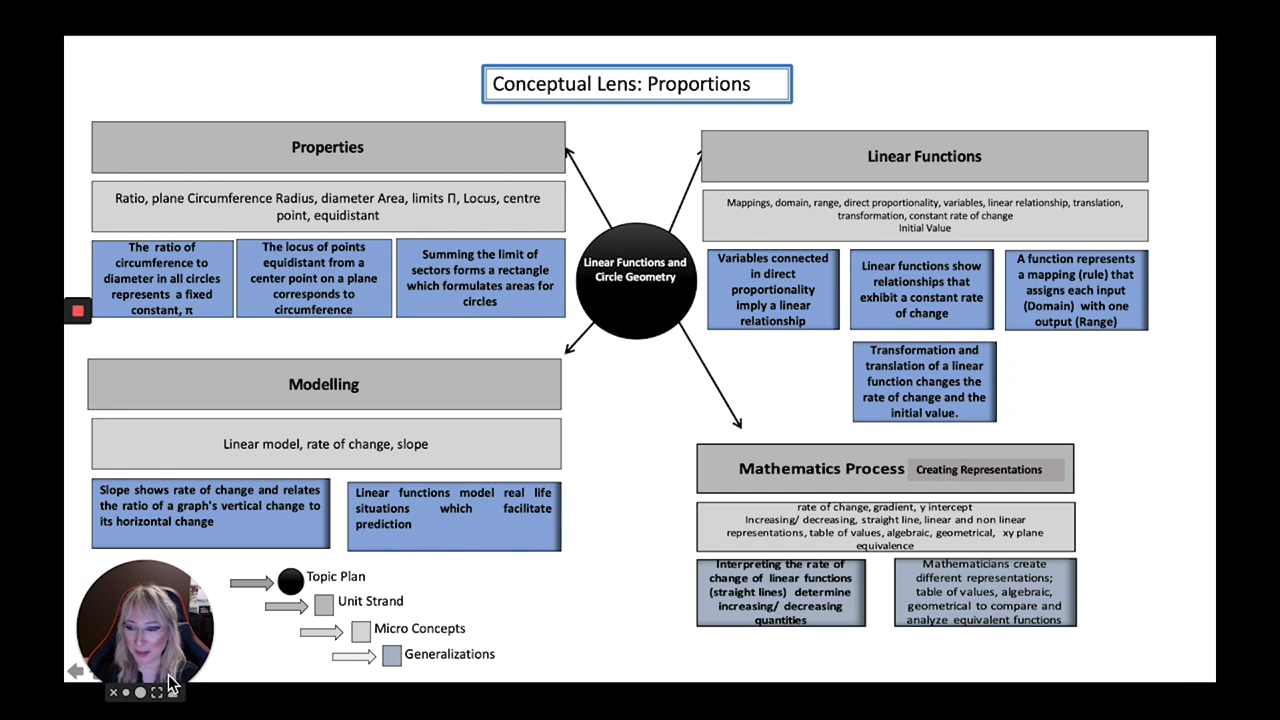 Conceptual Lens: Proportions
Properties
Ratio, plane Circumference Radius, diameter Area, limits Π, Locus, centre
point, equidistant
The ratio of
circumference to
diameter in all circles
represents a fixed
constant, π
The locus of points
equidistant from a
center point on a plane
corresponds to
circumference
Summing the limit of
sectors forms a rectangle
which formulates areas for
circles
Linear Functions and
Circle Geometry
Linear Functions
Mappings, domain, range, direct proportionality, variables, linear relationship, translation,
transformation, constant rate of change
Initial Value
Variables connected
in direct
proportionality
imply a linear
relationship
Linear functions show
relationships that
exhibit a constant rate
of change
A function represents
a mapping (rule) that
assigns each input
(Domain) with one
output (Range)
Transformation and
translation of a linear
function changes the
rate of change and the
initial value.
Modelling
Linear model, rate of change, slope
Slope shows rate of change and relates
the ratio of a graph's vertical change to
its horizontal change
Linear functions model real life
situations which facilitate
prediction
Mathematics Process Creating Representations
rate of change, gradient, y intercept
Increasing/ decreasing, straight line, linear and non linear
representations, table of values, algebraic, geometrical, xy plane
equivalence
Interpreting the rate of
change of linear functions
(straight lines) determine
increasing/ decreasing
quantities
Mathematicians create
different representations;
table of values, algebraic,
geometrical to compare and
analyze equivalent functions
Topic Plan
Unit Strand
Micro Concepts
Generalizations